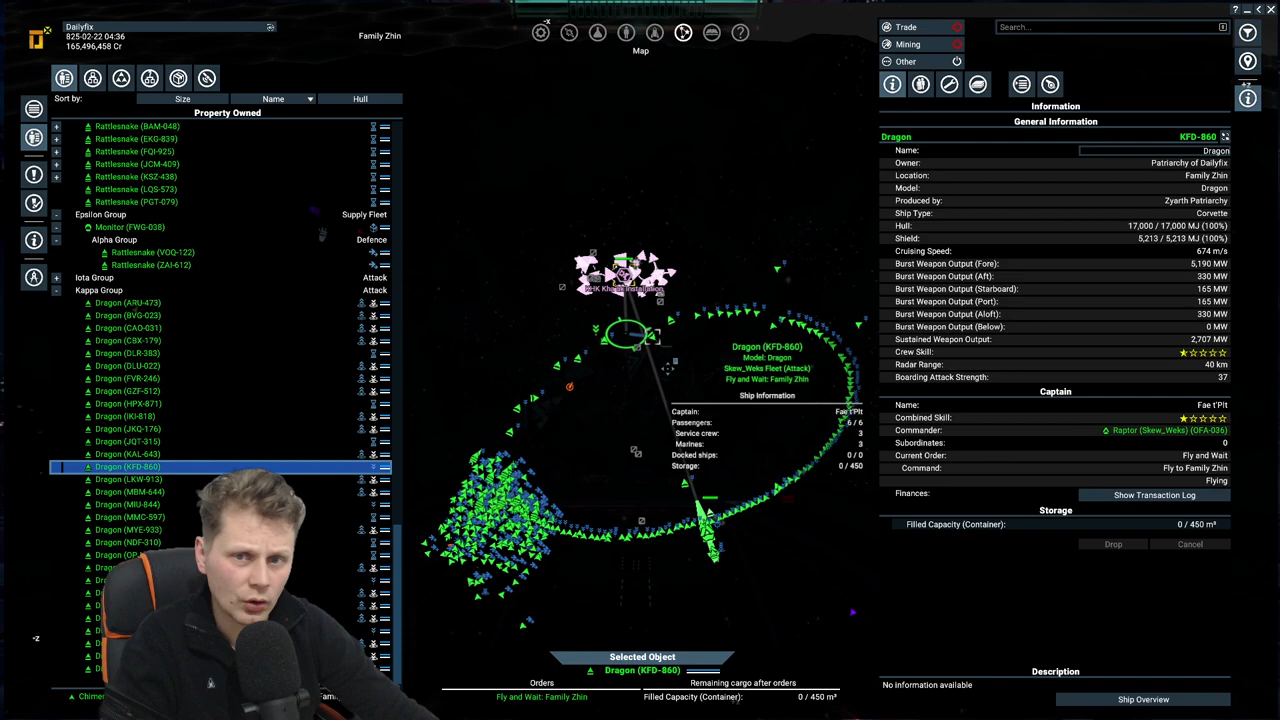 Dailyfix
825-02-22 04:36
165,496,458 Cr
Family Zhin
Map
Sort by:
Size
Name
Hull
Property Owned
Rattlesnake (BAM-048)
Rattlesnake (EKG-839)
Rattlesnake (FQI-925)
Rattlesnake (JCM-409)
Rattlesnake (KSZ-438)
Rattlesnake (LQS-573)
Rattlesnake (PGT-079)
Epsilon Group Supply Fleet
Monitor (FWG-038)
Alpha Group Defence
Rattlesnake (VOQ-122)
Rattlesnake (ZAI-612)
Iota Group Attack
Kappa Group Attack
Dragon (ARU-473)
Dragon (BVG-023)
Dragon (CAO-031)
Dragon (CBX-179)
Dragon (DLR-383)
Dragon (DLU-022)
Dragon (FVR-246)
Dragon (GZF-512)
Dragon (HPX-871)
Dragon (IKI-818)
Dragon (JKQ-176)
Dragon (JQT-315)
Dragon (KAL-643)
Dragon (KFD-860)
Dragon (LKW-913)
Dragon (MBM-644)
Dragon (MIU-844)
Dragon (MMC-597)
Dragon (MYE-933)
Dragon (NDF-310)
Dragon
Dragon (KFD-860)
Model: Dragon
Skew_Weks Fleet (Attack)
Fly and Wait: Family Zhin
Ship Information
Captain: Fae t'Plt
Passengers: 6 / 6
Service crew: 3
Marines: 3
Docked ships: 0 / 0
Storage: 0 / 450
Selected Object
Dragon (KFD-860)
Orders
Fly and Wait: Family Zhin
Remaining cargo after orders
Filled Capacity (Container): 0 / 450 m³
Trade
Mining
Other
Search...
Information
General Information
Dragon KFD-860
Name: Dragon
Owner: Patriarchy of Dailyfix
Location: Family Zhin
Model: Dragon
Produced by: Zyarth Patriarchy
Ship Type: Corvette
Hull: 17,000 / 17,000 MJ (100%)
Shield: 5,213 / 5,213 MJ (100%)
Cruising Speed: 674 m/s
Burst Weapon Output (Fore): 5,190 MW
Burst Weapon Output (Aft): 330 MW
Burst Weapon Output (Starboard): 165 MW
Burst Weapon Output (Port): 165 MW
Burst Weapon Output (Aloft): 330 MW
Burst Weapon Output (Below): 0 MW
Sustained Weapon Output: 2,707 MW
Crew Skill:
Radar Range: 40 km
Boarding Attack Strength: 37
Captain
Name: Fae t'Plt
Combined Skill:
Commander: Raptor (Skew_Weks) (OFA-036)
Subordinates: 0
Current Order: Fly and Wait
Command: Fly to Family Zhin
Flying
Finances: Show Transaction Log
Storage
Filled Capacity (Container): 0 / 450 m³
Drop Cancel
Description
No information available
Ship Overview